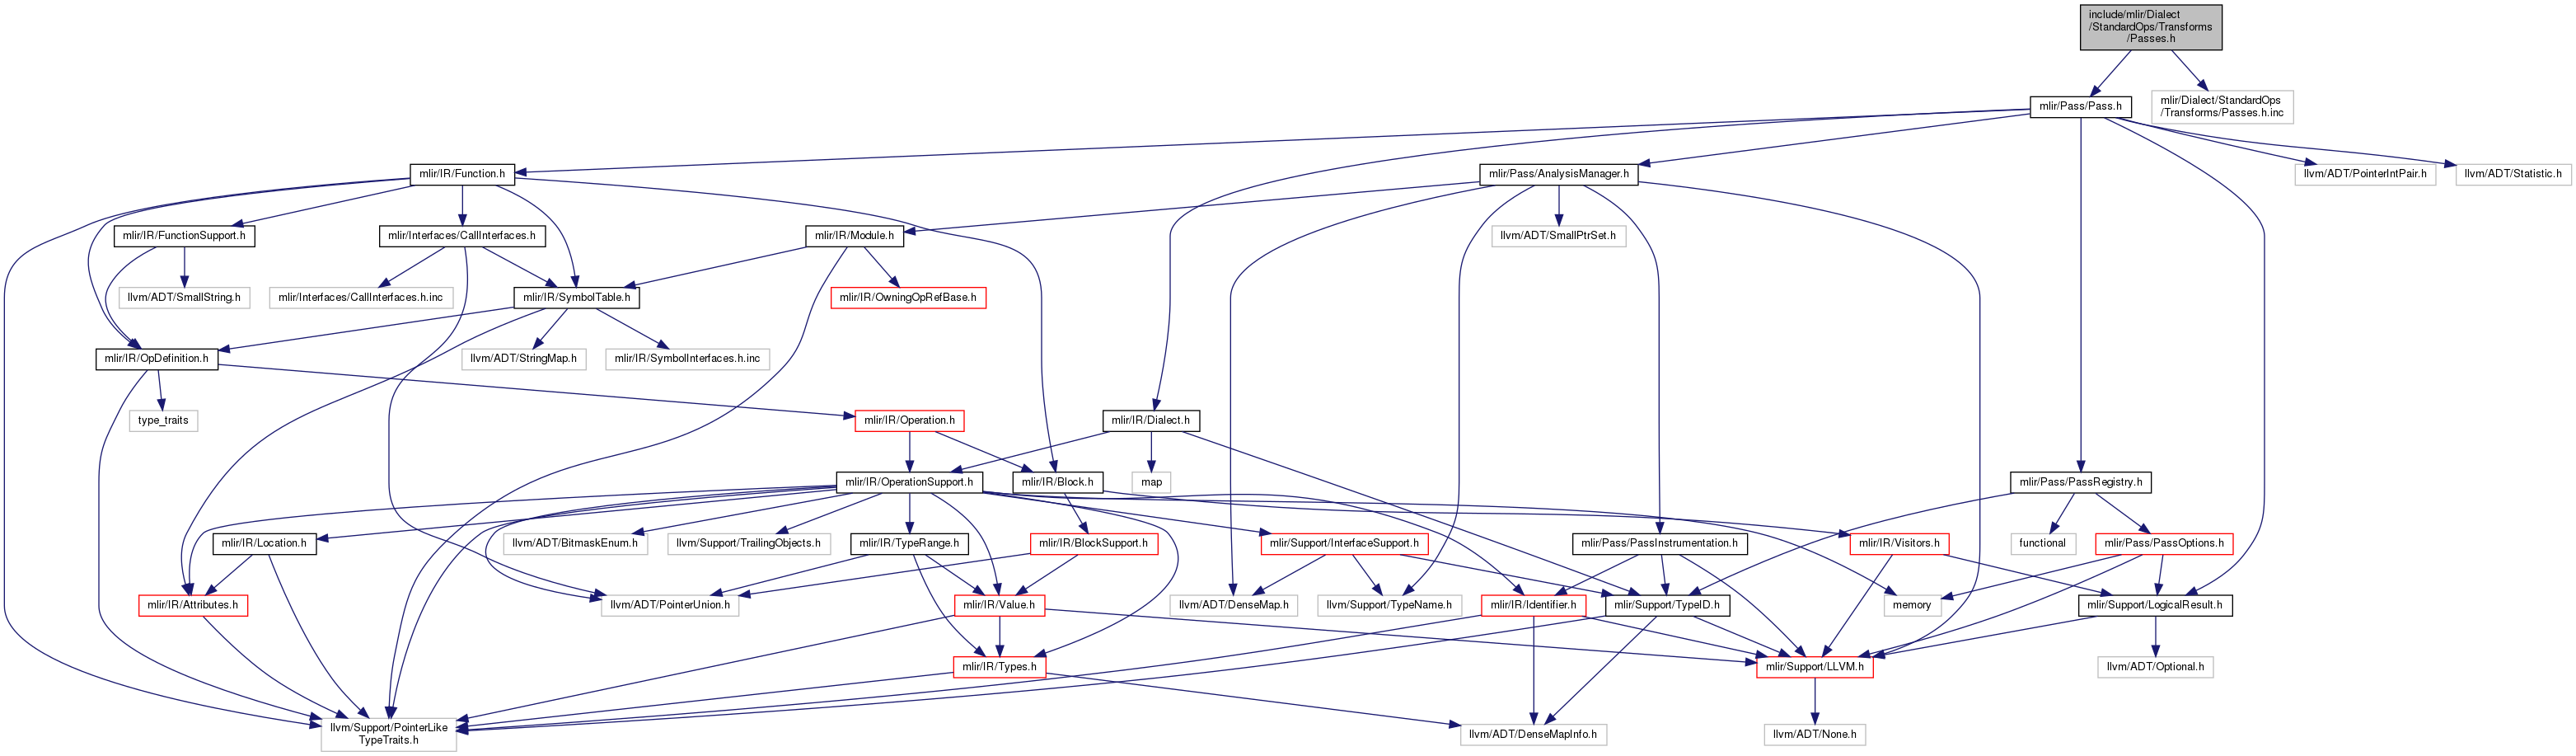 include/mlir/Dialect
/StandardOps/Transforms
/Passes.h
mlir/Pass/Pass.h
mlir/Dialect/StandardOps
/Transforms/Passes.h.inc
mlir/IR/Function.h
mlir/Pass/AnalysisManager.h
llvm/ADT/PointerIntPair.h
llvm/ADT/Statistic.h
mlir/IR/FunctionSupport.h
mlir/Interfaces/CallInterfaces.h
mlir/IR/Module.h
llvm/ADT/SmallPtrSet.h
llvm/ADT/SmallString.h
mlir/Interfaces/CallInterfaces.h.inc
mlir/IR/SymbolTable.h
mlir/IR/OwningOpRefBase.h
mlir/IR/OpDefinition.h
llvm/ADT/StringMap.h
mlir/IR/SymbolInterfaces.h.inc
type_traits
mlir/IR/Operation.h
mlir/IR/Dialect.h
mlir/IR/OperationSupport.h
mlir/IR/Block.h
map
mlir/Pass/PassRegistry.h
mlir/IR/Location.h
llvm/ADT/BitmaskEnum.h
llvm/Support/TrailingObjects.h
mlir/IR/TypeRange.h
mlir/IR/BlockSupport.h
mlir/Support/InterfaceSupport.h
mlir/Pass/PassInstrumentation.h
mlir/IR/Visitors.h
functional
mlir/Pass/PassOptions.h
mlir/IR/Attributes.h
llvm/ADT/PointerUnion.h
mlir/IR/Value.h
llvm/ADT/DenseMap.h
llvm/Support/TypeName.h
mlir/IR/Identifier.h
mlir/Support/TypeID.h
memory
mlir/Support/LogicalResult.h
mlir/IR/Types.h
mlir/Support/LLVM.h
llvm/ADT/Optional.h
llvm/Support/PointerLike
TypeTraits.h
llvm/ADT/DenseMapInfo.h
llvm/ADT/None.h